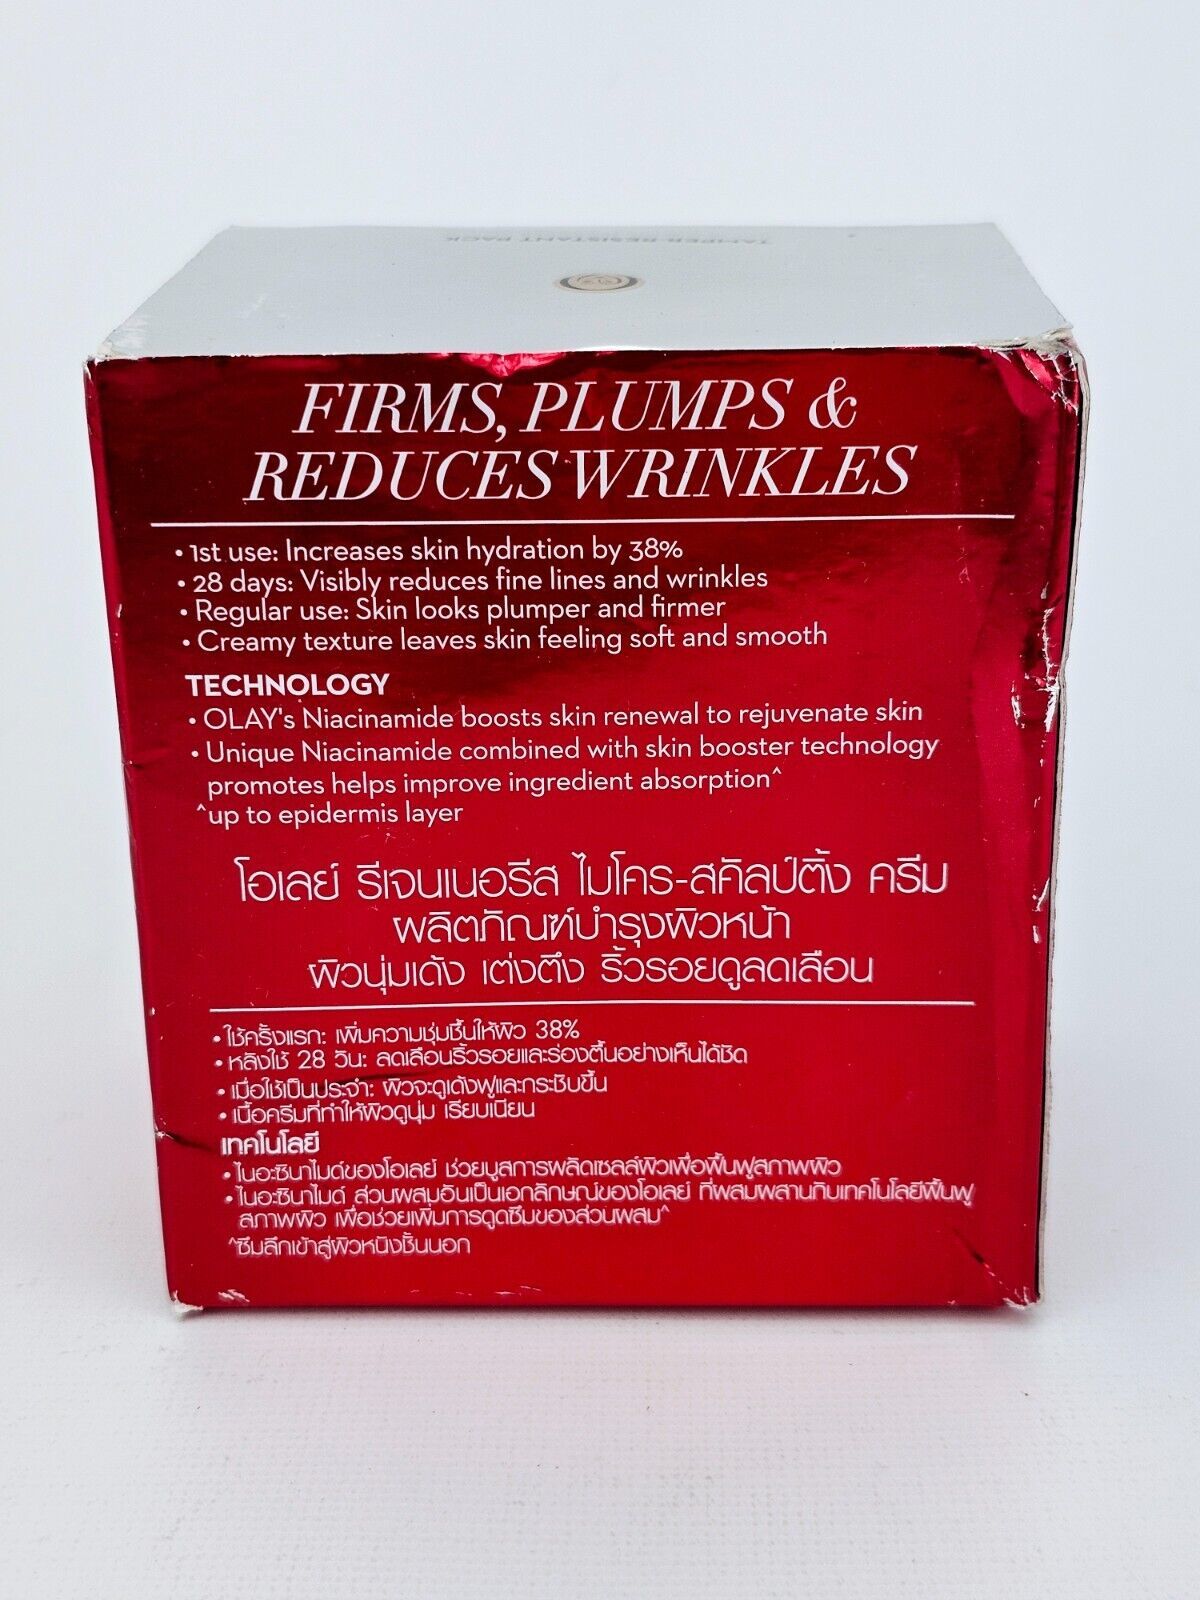 TAMPER RESISTANT PACK
FIRMS, PLUMPS &
REDUCES WRINKLES
• 1st use: Increases skin hydration by 38%
• 28 days: Visibly reduces fine lines and wrinkles
• Regular use: Skin looks plumper and firmer
• Creamy texture leaves skin feeling soft and smooth
TECHNOLOGY
• OLAY's Niacinamide boosts skin renewal to rejuvenate skin
• Unique Niacinamide combined with skin booster technology
promotes helps improve ingredient absorption^
^up to epidermis layer
โอเลย์ รีเจนเนอรีส ไมโคร-สคัลป์ติ้ง ครีม
ผลิตภัณฑ์บำรุงผิวหน้า
ผิวนุ่มเด้ง เต่งตึง ริ้วรอยดูลดเลือน
• ใช้ครั้งแรก: เพิ่มความชุ่มชื้นให้ผิว 38%
• หลังใช้ 28 วัน: ลดเลือนริ้วรอยและร่องตื้นอย่างเห็นได้ชัด
• เมื่อใช้เป็นประจำ: ผิวจะดูเด้งฟูและกระชับขึ้น
• เนื้อครีมที่ทำให้ผิวดูนุ่ม เรียบเนียน
เทคโนโลยี
• ไนอะซินาไมด์ของโอเลย์ ช่วยบูสการผลัดเซลล์ผิวเพื่อฟื้นฟูสภาพผิว
• ไนอะซินาไมด์ ส่วนผสมอันเป็นเอกลักษณ์ของโอเลย์ ที่ผสมผสานกับเทคโนโลยีฟื้นฟู
สภาพผิว เพื่อช่วยเพิ่มการดูดซึมของส่วนผสม^
^ซึมลึกเข้าสู่ผิวหนังชั้นนอก